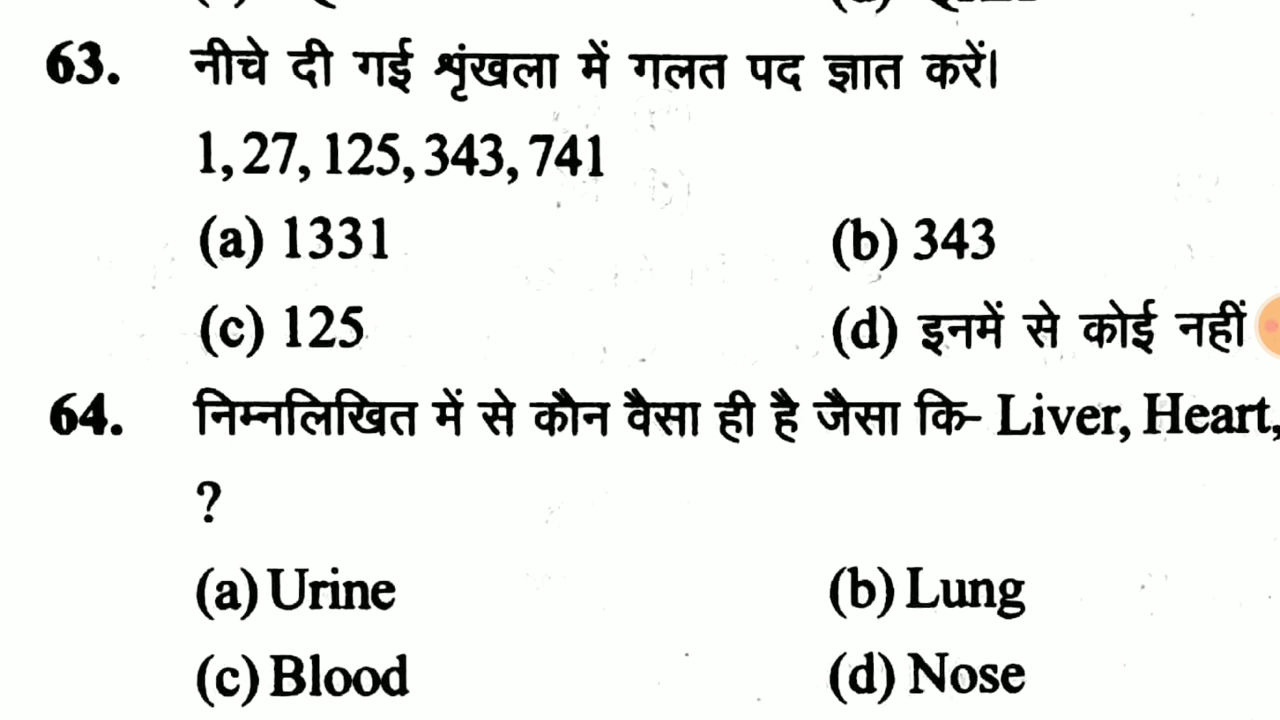 63. नीचे दी गई शृंखला में गलत पद ज्ञात करें।
1, 27, 125, 343, 741
(a) 1331 (b) 343
(c) 125 (d) इनमें से कोई नहीं
64. निम्नलिखित में से कौन वैसा ही है जैसा कि- Liver, Heart,
?
(a) Urine (b) Lung
(c) Blood (d) Nose